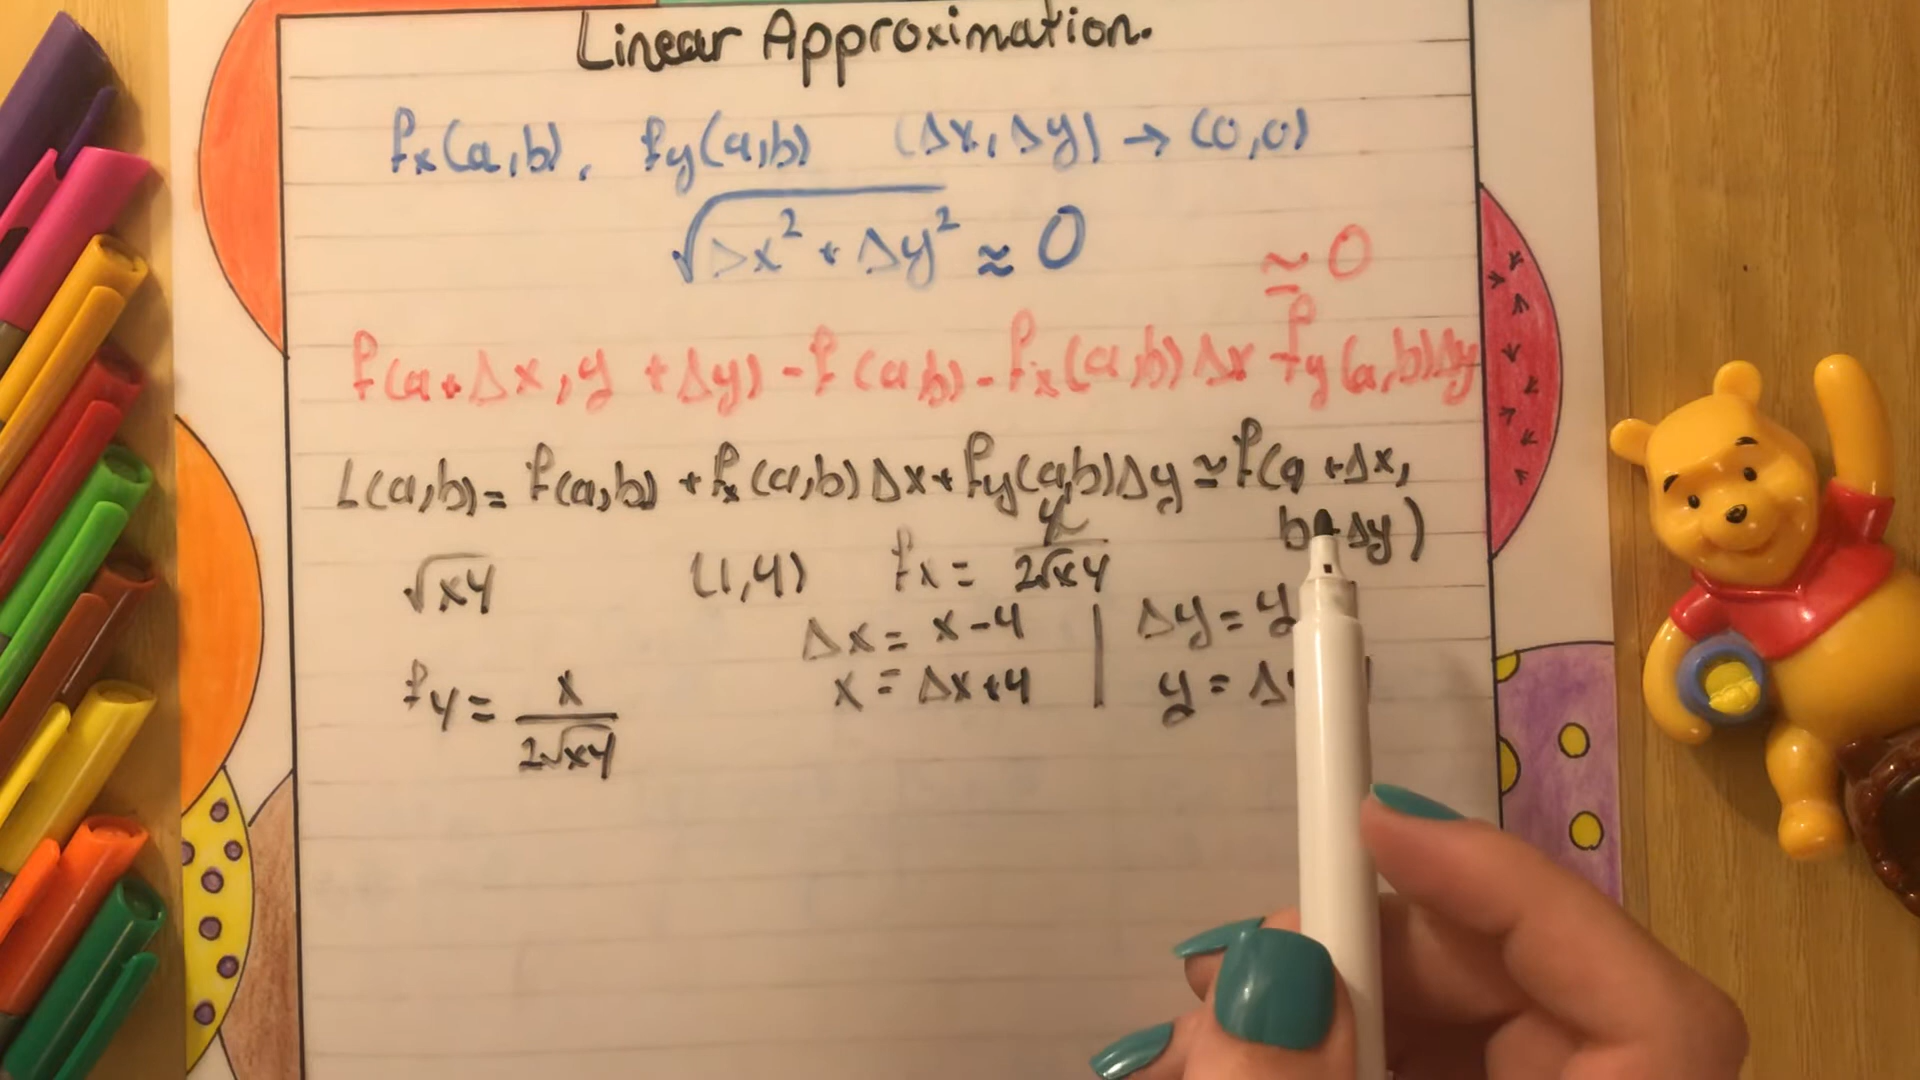 Linear Approximation.
fx(a,b), fy(a,b) (Δx,Δy) → (0,0)
√Δx² + Δy² ≈ 0
≈ 0
f(a+Δx, y +Δy) - f(a,b) - fx(a,b)Δx - fy(a,b)Δy
L(a,b) = f(a,b) + fx(a,b)Δx + fy(a,b)Δy ≈ f(a +Δx,
b+Δy)
√xy (1,4) fx = y/2√xy
Δx = x-4 | Δy = y
x = Δx+4 | y = Δ
fy = x/2√xy